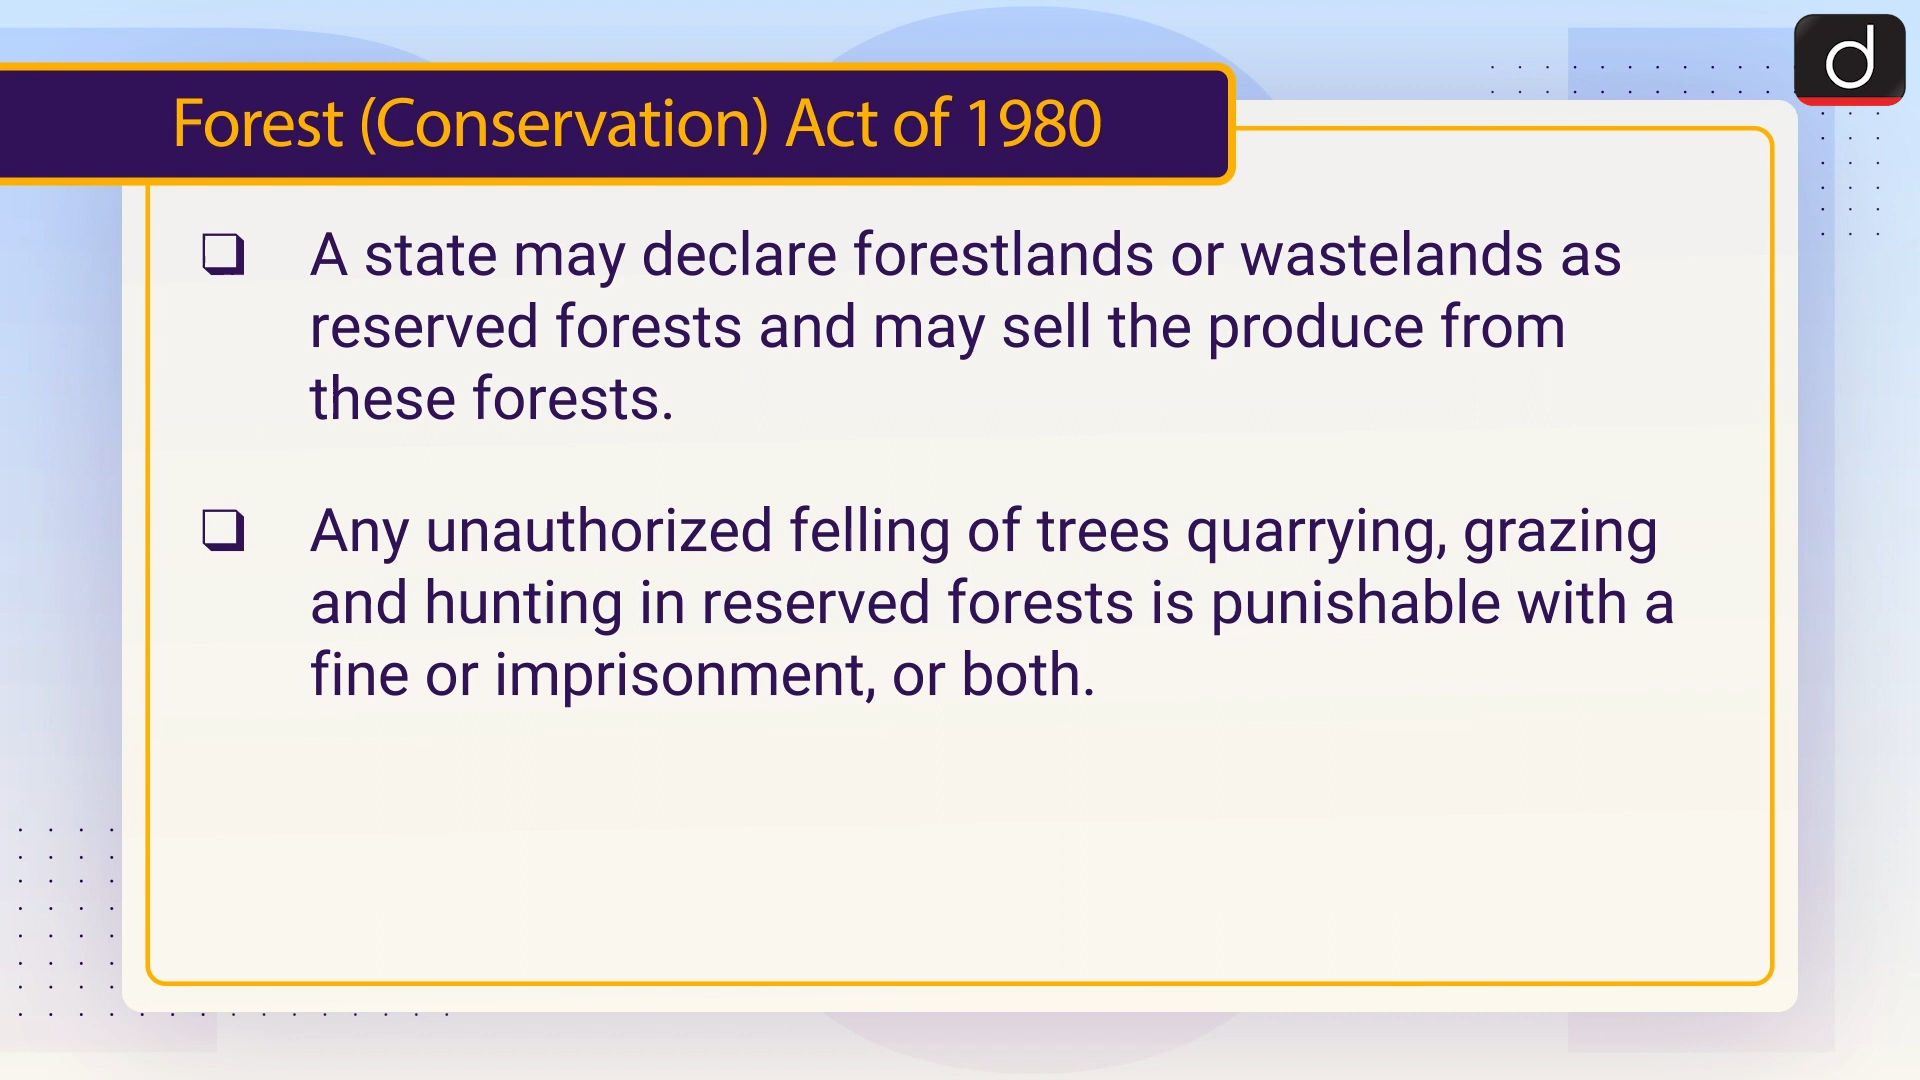 Forest (Conservation) Act of 1980
d
❑ A state may declare forestlands or wastelands as
reserved forests and may sell the produce from
these forests.
❑ Any unauthorized felling of trees quarrying, grazing
and hunting in reserved forests is punishable with a
fine or imprisonment, or both.